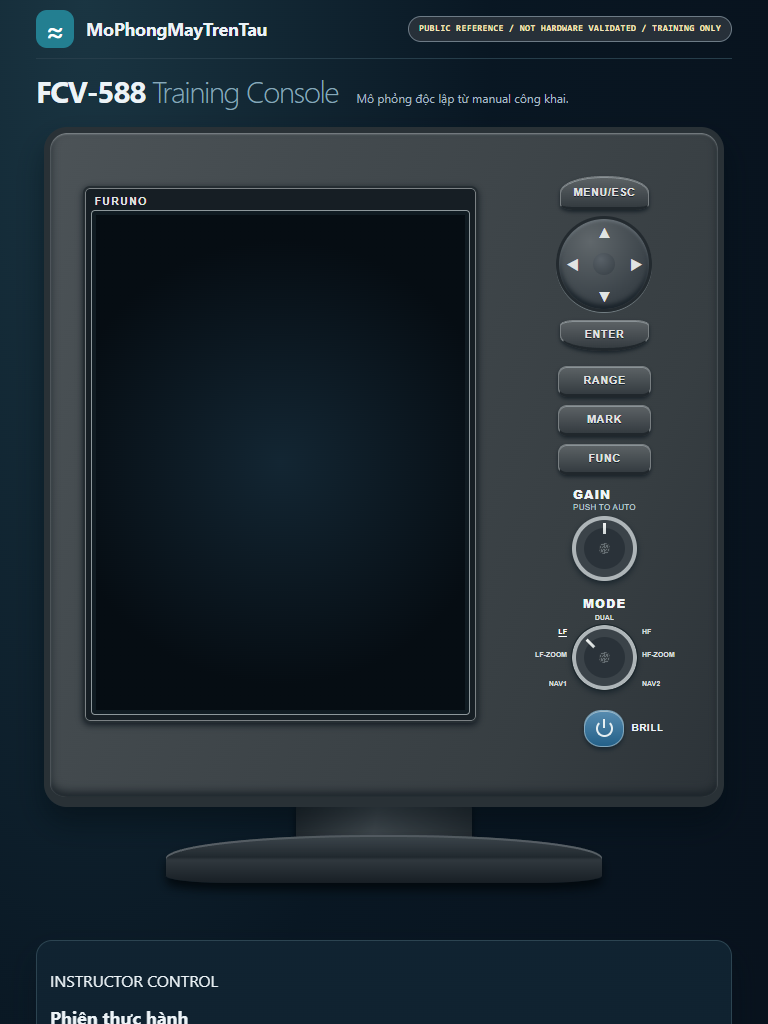 MoPhongMayTrenTau
PUBLIC REFERENCE / NOT HARDWARE VALIDATED / TRAINING ONLY
FCV-588 Training Console Mô phỏng độc lập từ manual công khai.
FURUNO
MENU/ESC
ENTER
RANGE
MARK
FUNC
GAIN
PUSH TO AUTO
MODE
DUAL
LF HF
LF-ZOOM HF-ZOOM
NAV1 NAV2
BRILL
INSTRUCTOR CONTROL
Phiên thực hành